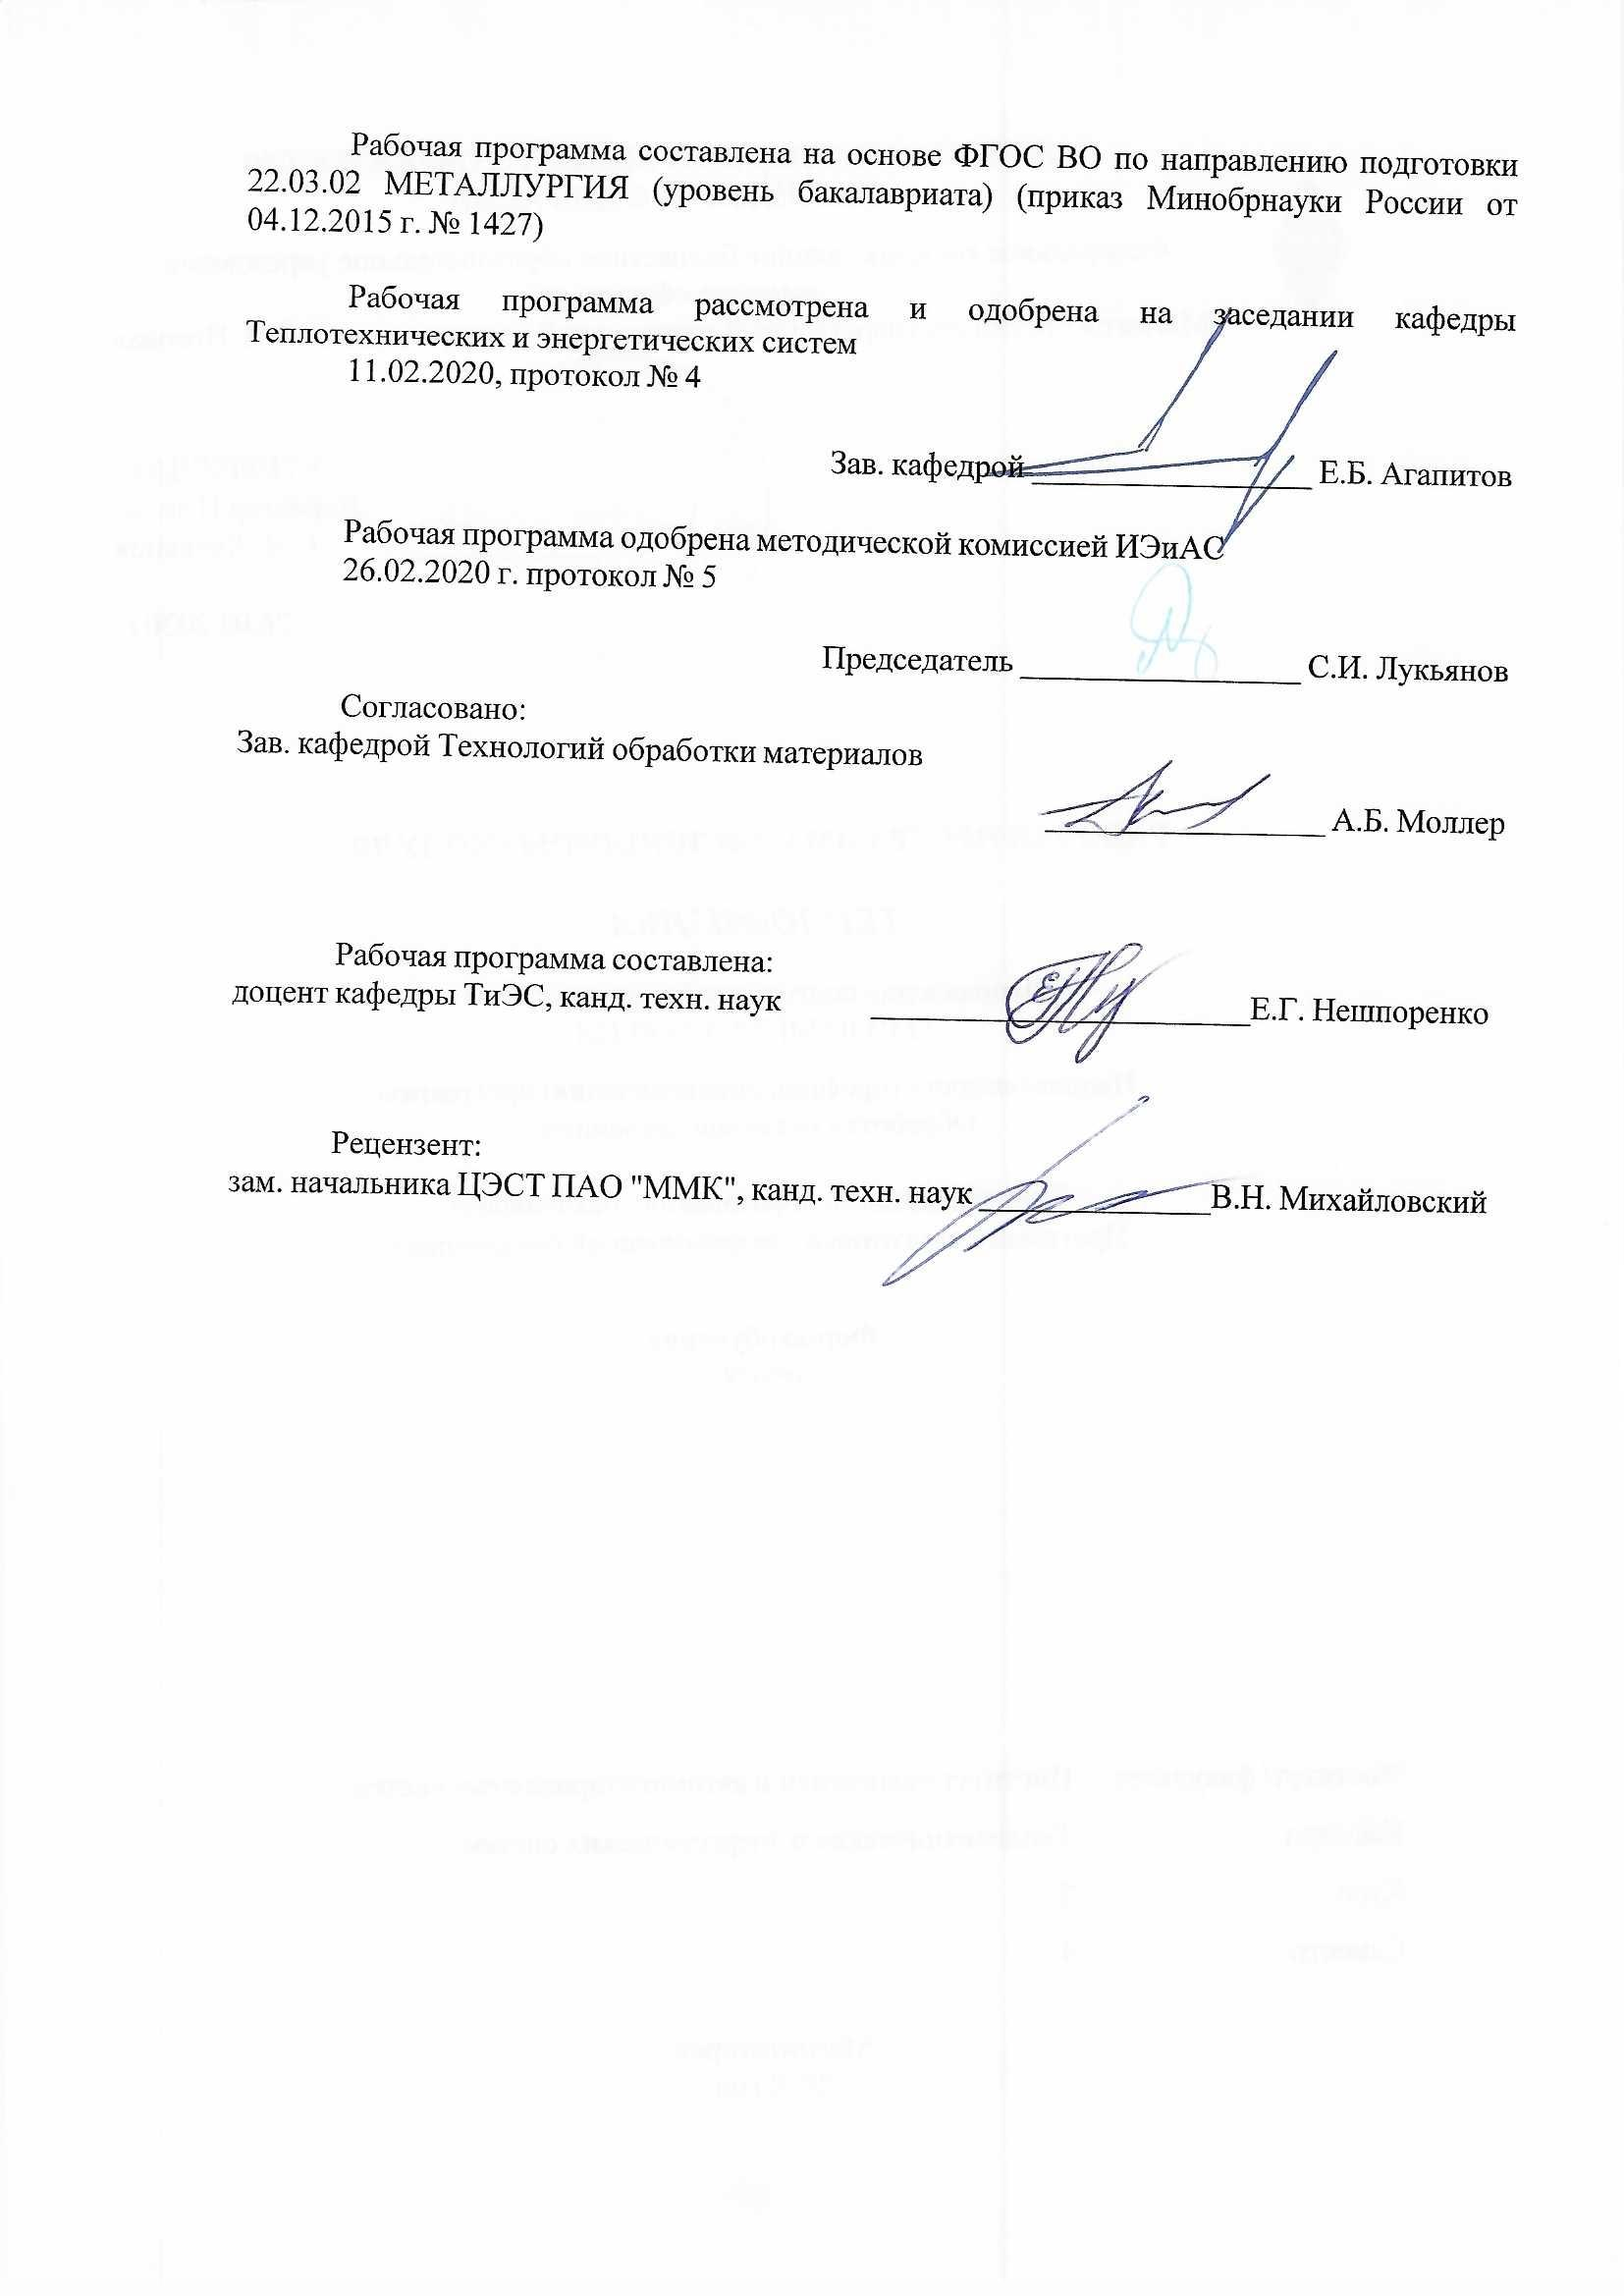 Рабочая программа составлена на основе ФГОС ВО по направлению подготовки
22.03.02 МЕТАЛЛУРГИЯ (уровень бакалавриата) (приказ Минобрнауки России от
04.12.2015 г. № 1427)
Рабочая программа рассмотрена и одобрена на заседании кафедры
Теплотехнических и энергетических систем
11.02.2020, протокол № 4
Зав. кафедрой Е.Б. Агапитов
Рабочая программа одобрена методической комиссией ИЭиАС
26.02.2020 г. протокол № 5
Председатель С.И. Лукьянов
Согласовано:
Зав. кафедрой Технологий обработки материалов
А.Б. Моллер
Рабочая программа составлена:
доцент кафедры ТиЭС, канд. техн. наук Е.Г. Нешпоренко
Рецензент:
зам. начальника ЦЭСТ ПАО "ММК", канд. техн. наук В.Н. Михайловский